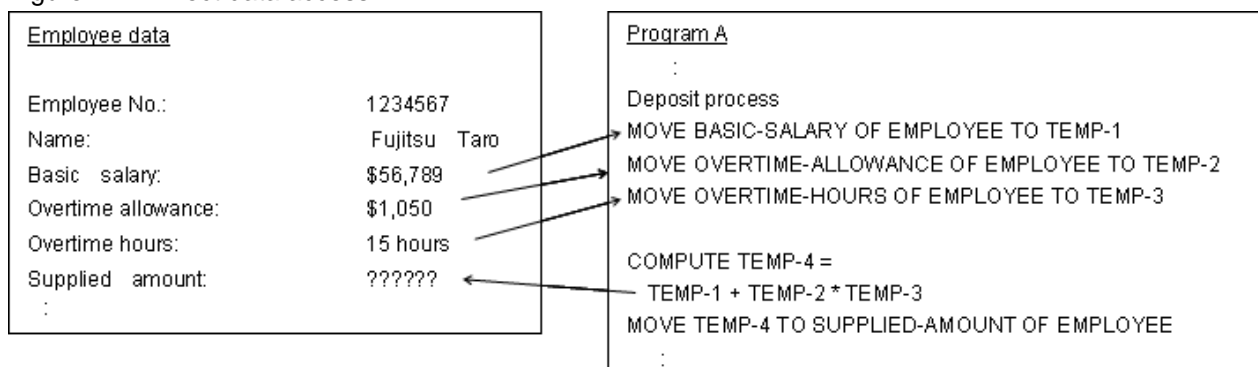 Employee data
Employee No.: 1234567
Name: Fujitsu Taro
Basic salary: $56,789
Overtime allowance: $1,050
Overtime hours: 15 hours
Supplied amount: ??????
:
Program A
:
Deposit process
MOVE BASIC-SALARY OF EMPLOYEE TO TEMP-1
MOVE OVERTIME-ALLOWANCE OF EMPLOYEE TO TEMP-2
MOVE OVERTIME-HOURS OF EMPLOYEE TO TEMP-3
COMPUTE TEMP-4 =
TEMP-1 + TEMP-2 * TEMP-3
MOVE TEMP-4 TO SUPPLIED-AMOUNT OF EMPLOYEE
: